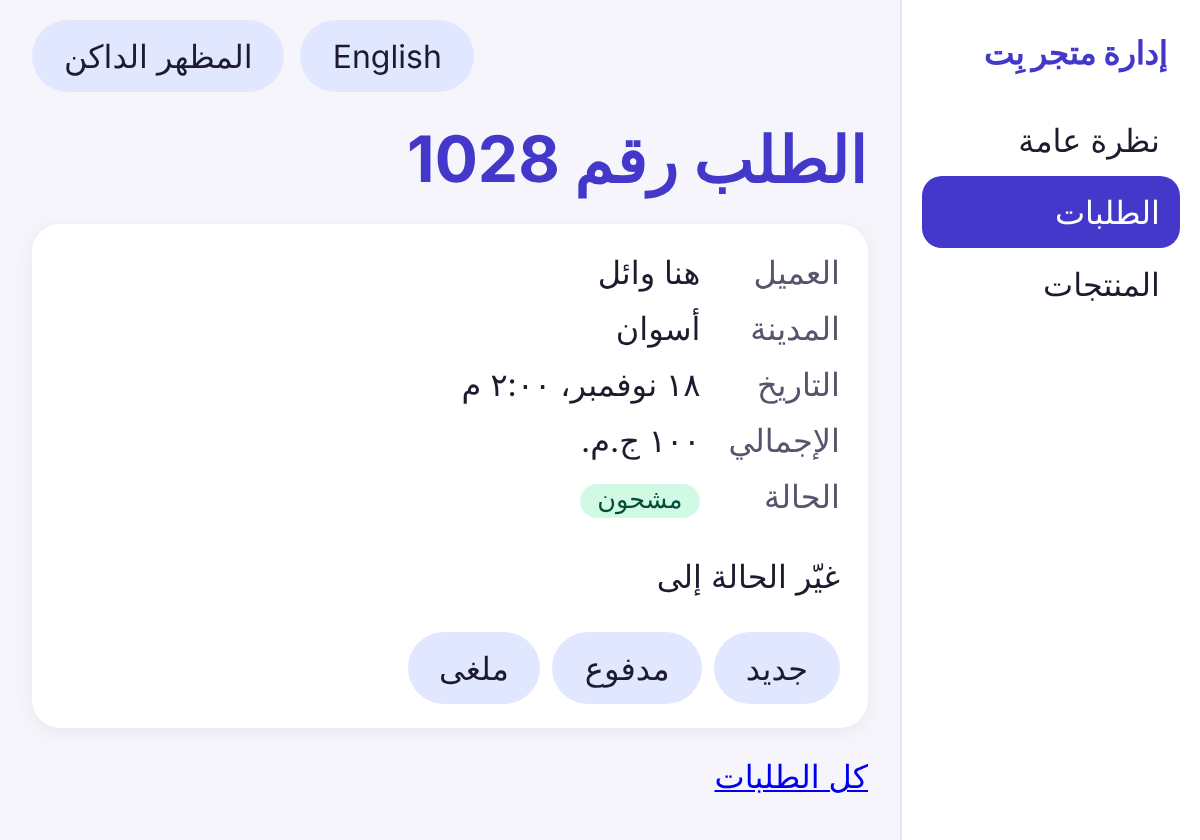 إدارة متجر بِت
نظرة عامة
الطلبات
المنتجات
English
المظهر الداكن
الطلب رقم 1028
العميل هنا وائل
المدينة أسوان
التاريخ ١٨ نوفمبر، ٢:٠٠ م
الإجمالي ١٠٠ ج.م.
الحالة مشحون
غيّر الحالة إلى
جديد مدفوع ملغى
كل الطلبات